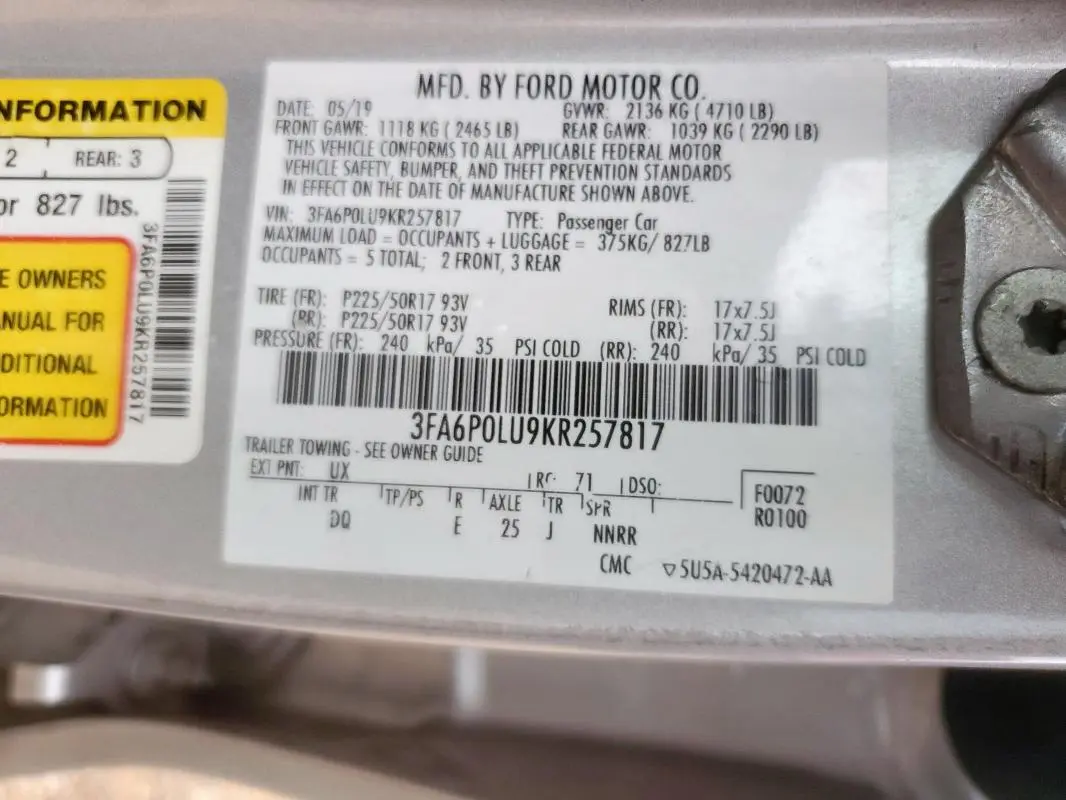 NFORMATION
2 REAR: 3
or 827 lbs.
E OWNERS
ANUAL FOR
DITIONAL
ORMATION
3FA6P0LU9KR257817
MFD. BY FORD MOTOR CO.
DATE: 05/19 GVWR: 2136 KG ( 4710 LB)
FRONT GAWR: 1118 KG ( 2465 LB) REAR GAWR: 1039 KG ( 2290 LB)
THIS VEHICLE CONFORMS TO ALL APPLICABLE FEDERAL MOTOR
VEHICLE SAFETY, BUMPER, AND THEFT PREVENTION STANDARDS
IN EFFECT ON THE DATE OF MANUFACTURE SHOWN ABOVE.
VIN: 3FA6P0LU9KR257817 TYPE: Passenger Car
MAXIMUM LOAD = OCCUPANTS + LUGGAGE = 375KG/ 827LB
OCCUPANTS = 5 TOTAL; 2 FRONT, 3 REAR
TIRE (FR): P225/50R17 93V RIMS (FR): 17x7.5J
(RR): P225/50R17 93V (RR): 17x7.5J
PRESSURE (FR): 240 kPa/ 35 PSI COLD (RR): 240 kPa/ 35 PSI COLD
3FA6P0LU9KR257817
TRAILER TOWING - SEE OWNER GUIDE
EXT PNT: UX RC: 71 DSO: F0072
INT TR TP/PS R AXLE TR SPR R0100
DQ E 25 J NNRR
CMC ▽5U5A-5420472-AA